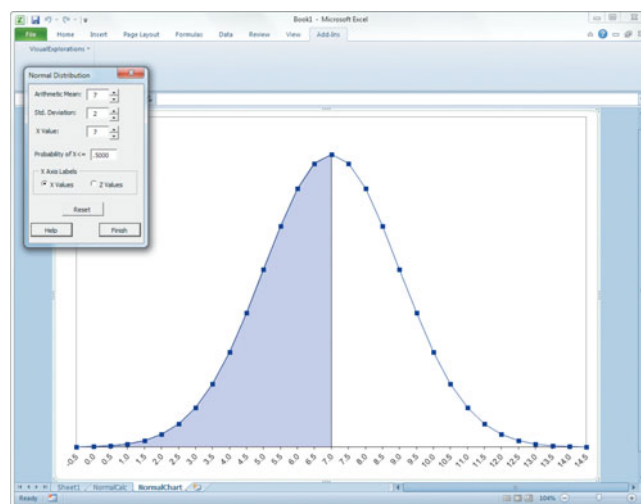 Book1 - Microsoft Excel
File Home Insert Page Layout Formulas Data Review View Add-Ins
VisualExplorations
Normal Distribution
Arithmetic Mean: 7
Std. Deviation: 2
X Value: 7
Probability of X<= .5000
X Axis Labels
X Values Z Values
Reset
Help Finish
-0.5 0.0 0.5 1.0 1.5 2.0 2.5 3.0 3.5 4.0 4.5 5.0 5.5 6.0 6.5 7.0 7.5 8.0 8.5 9.0 9.5 10.0 10.5 11.0 11.5 12.0 12.5 13.0 13.5 14.0 14.5
Sheet1 NormalCalc NormalChart
Ready 104%